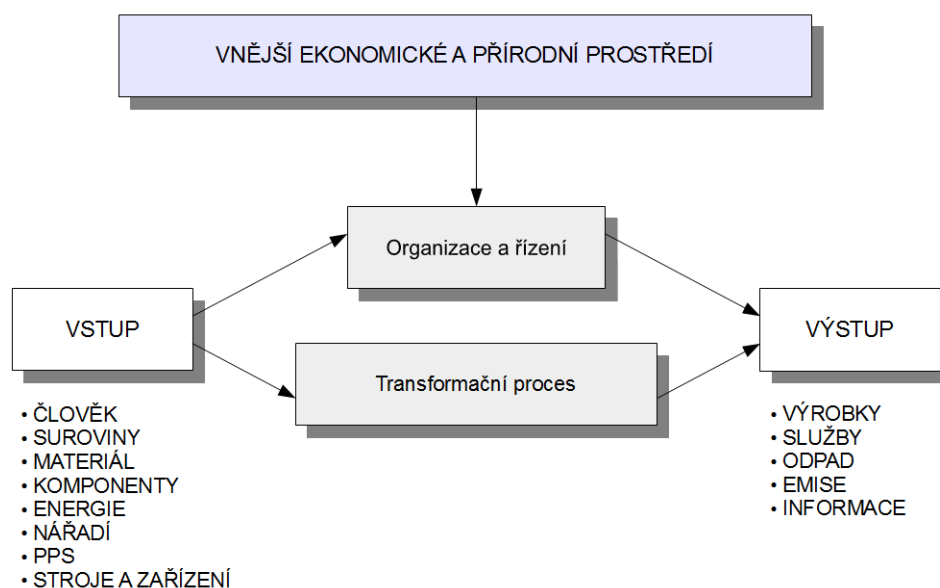 VNĚJŠÍ EKONOMICKÉ A PŘÍRODNÍ PROSTŘEDÍ
Organizace a řízení
VSTUP
VÝSTUP
Transformační proces
• ČLOVĚK
• SUROVINY
• MATERIÁL
• KOMPONENTY
• ENERGIE
• NÁŘADÍ
• PPS
• STROJE A ZAŘÍZENÍ
• VÝROBKY
• SLUŽBY
• ODPAD
• EMISE
• INFORMACE